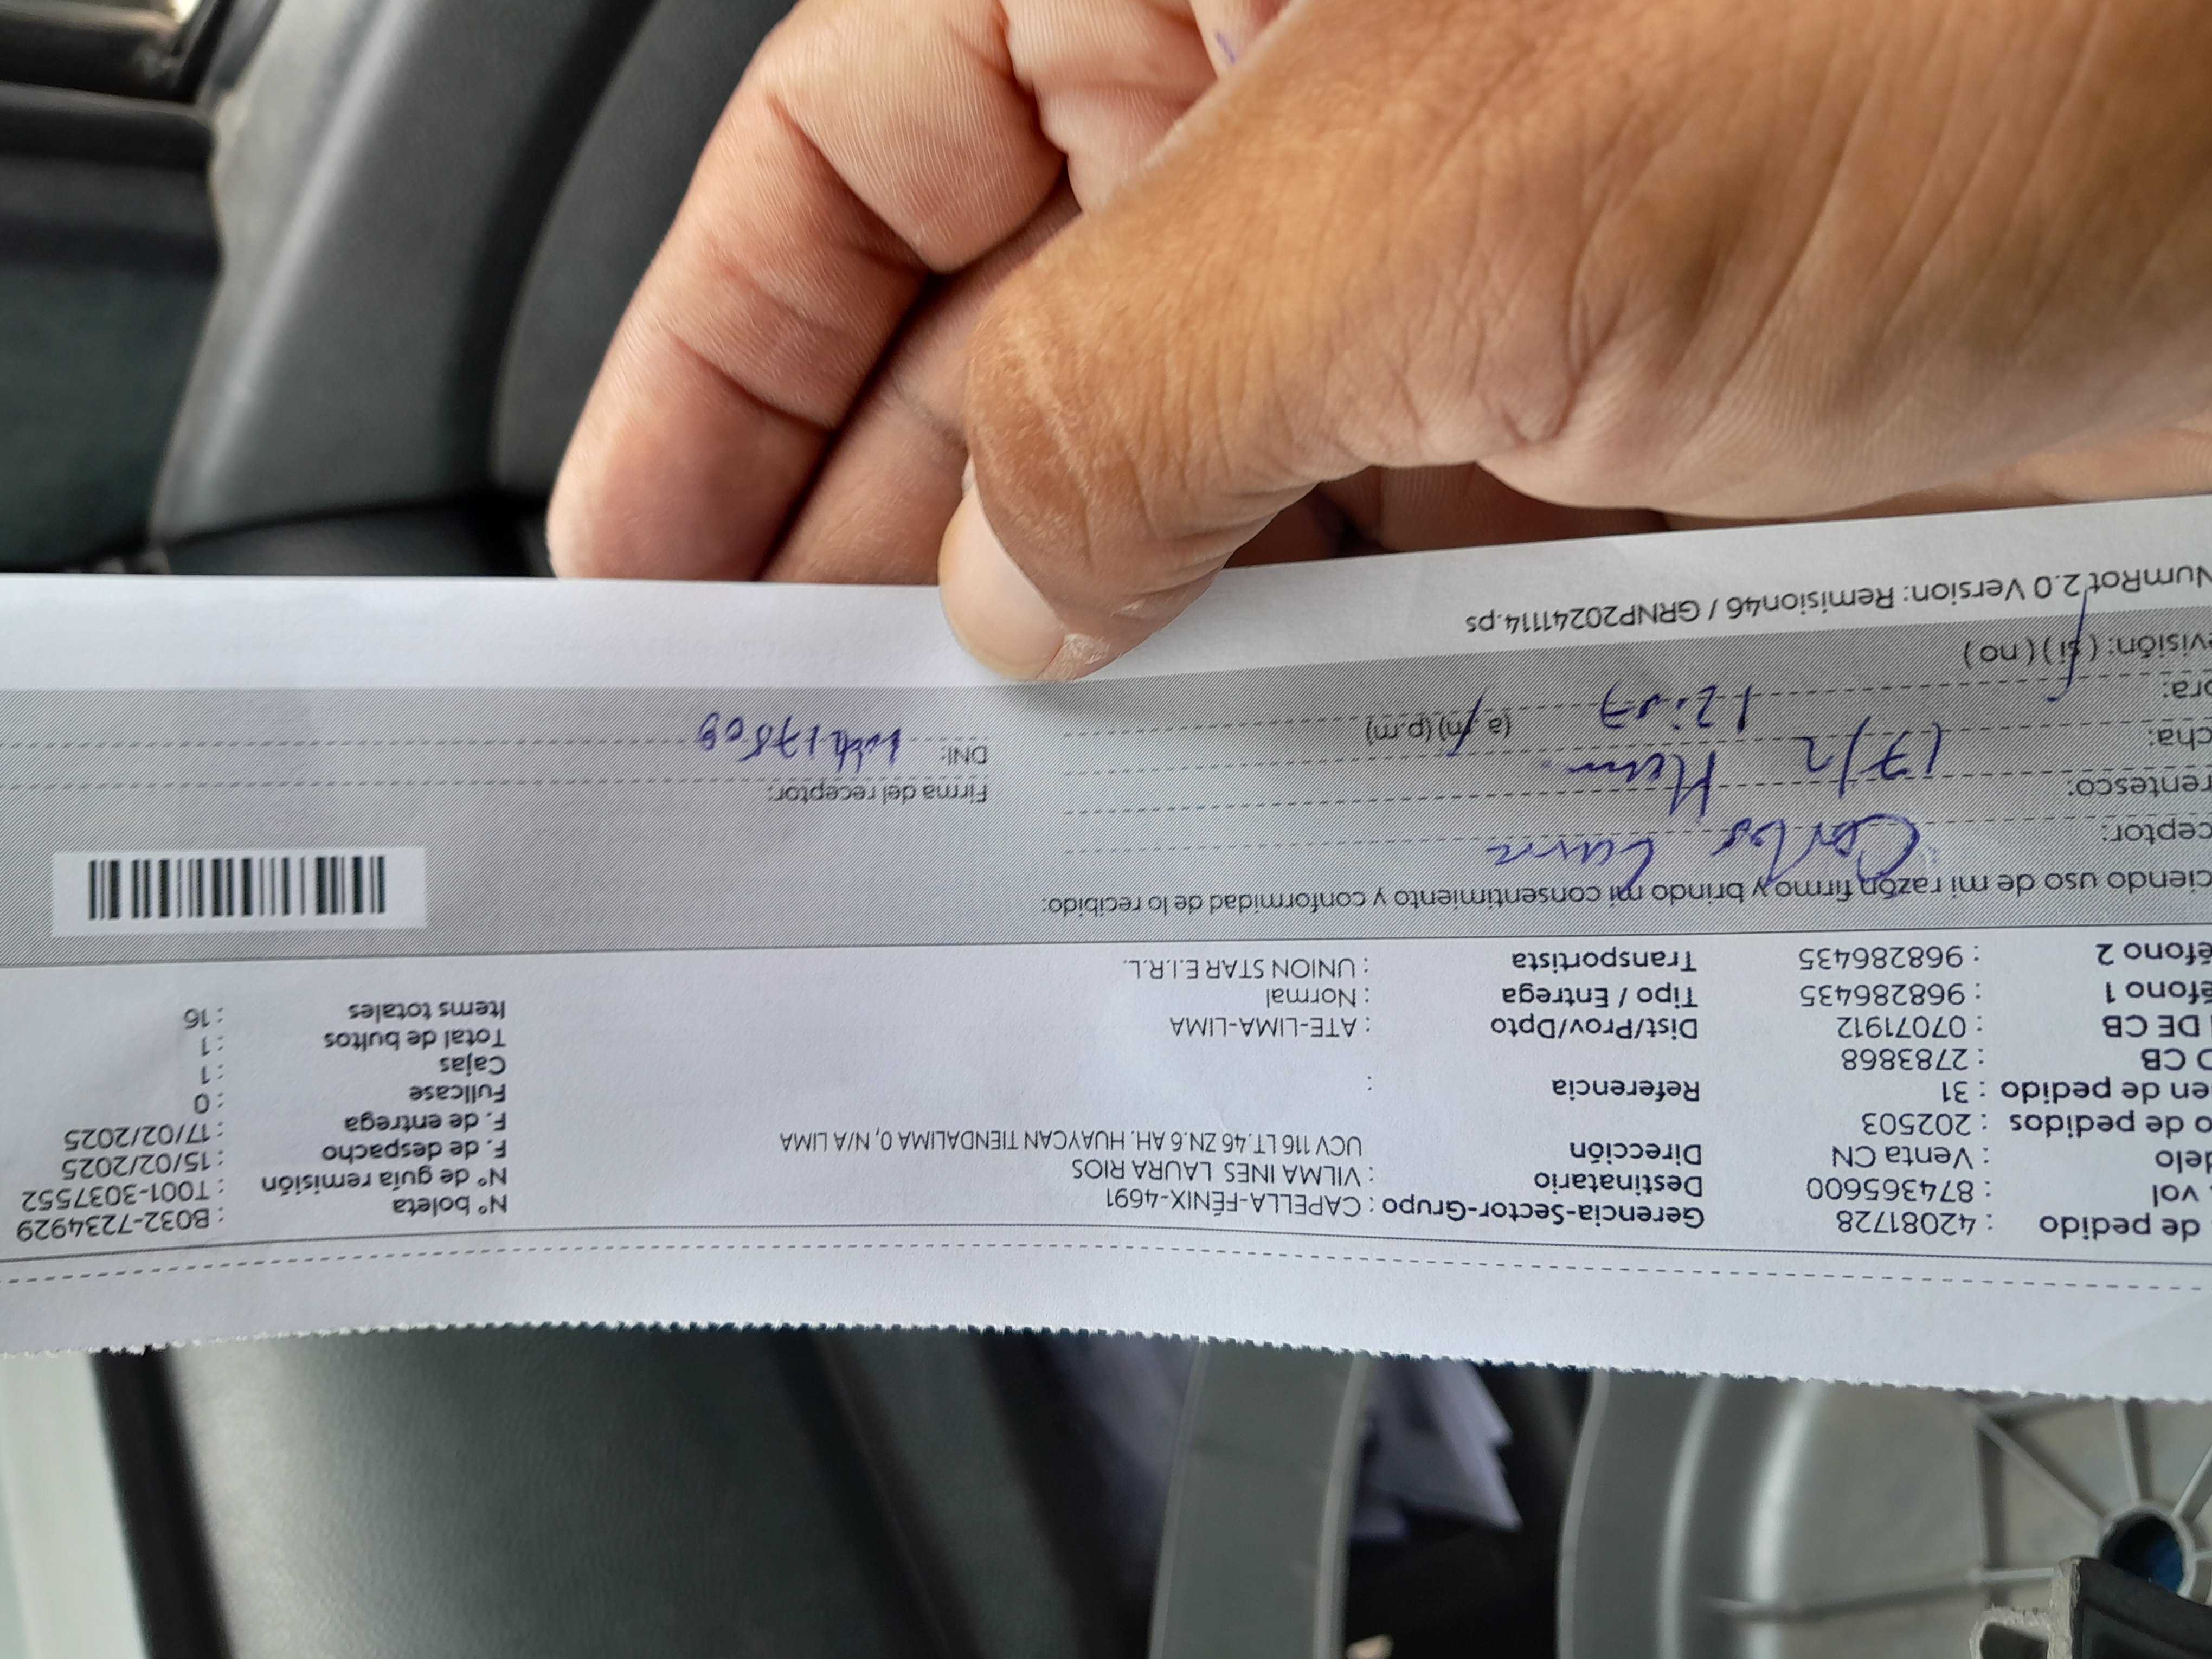 de pedido : 42081728 Gerencia-Sector-Grupo : CAPELLA-FÉNIX-4691 N° boleta : B032-7234929
vol : 874365600 Destinatario : VILMA INES LAURA RIOS N° de guía remisión : T001-3037552
delo : Venta CN Dirección UCV 116 LT.46 ZN.6 AH. HUAYCAN TIENDALIMA 0, N/A LIMA F. de despacho : 15/02/2025
o de pedidos : 202503 F. de entrega : 17/02/2025
en de pedido : 31 Referencia : Fullcase : 0
O CB : 2783868 Cajas : 1
DE CB : 07071912 Dist/Prov/Dpto : ATE-LIMA-LIMA Total de bultos : 1
éfono 1 : 968286435 Tipo / Entrega : Normal Items totales : 16
éfono 2 : 968286435 Transportista : UNION STAR E.I.R.L.
ciendo uso de mi razón firmo y brindo mi consentimiento y conformidad de lo recibido:
ceptor: Carlos
rentesco: Firma del receptor:
cha: 17/2 DNI:
ora: 12:57 (a.m) (p.m)
evisión: ( si ) ( no )
NumRot 2.0 Version: Remision46 / GRNP20241114.ps